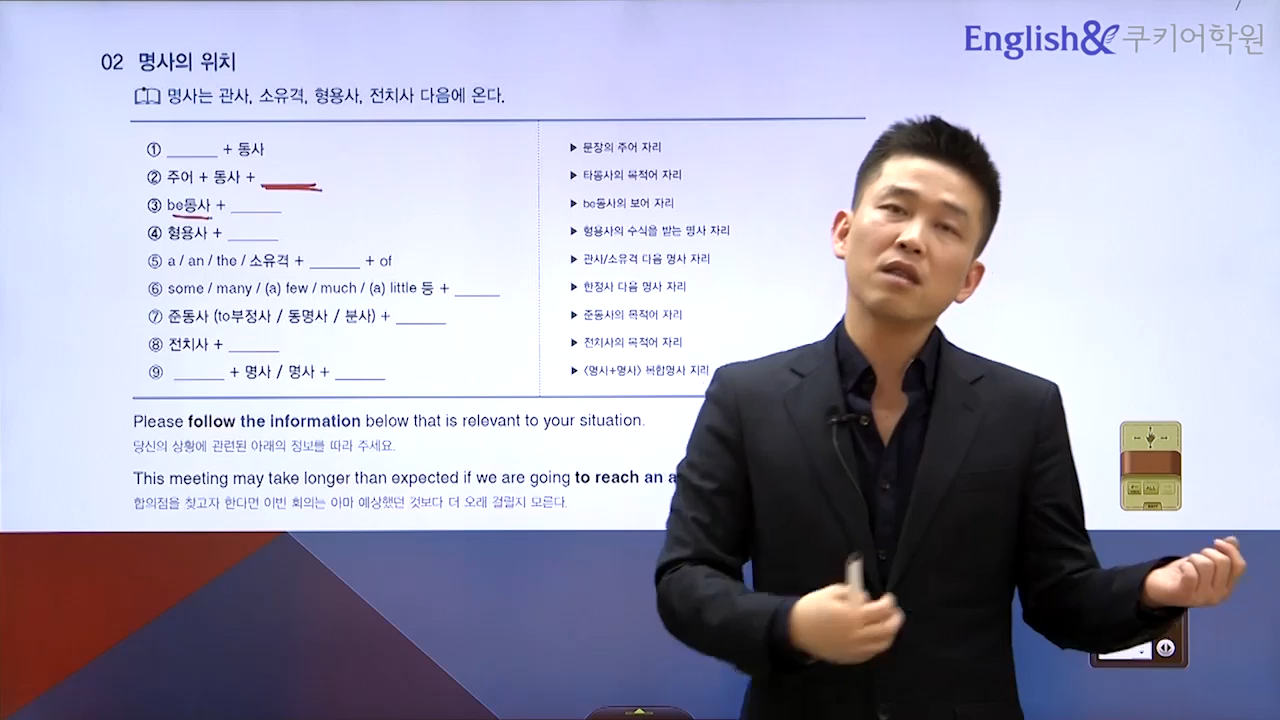 English& 쿠키어학원
02 명사의 위치
명사는 관사, 소유격, 형용사, 전치사 다음에 온다.
① ______ + 동사 ▶ 문장의 주어 자리
② 주어 + 동사 + ______ ▶ 타동사의 목적어 자리
③ be동사 + ______ ▶ be동사의 보어 자리
④ 형용사 + ______ ▶ 형용사의 수식을 받는 명사 자리
⑤ a / an / the / 소유격 + ______ + of ▶ 관사/소유격 다음 명사 자리
⑥ some / many / (a) few / much / (a) little 등 + ______ ▶ 한정사 다음 명사 자리
⑦ 준동사 (to부정사 / 동명사 / 분사) + ______ ▶ 준동사의 목적어 자리
⑧ 전치사 + ______ ▶ 전치사의 목적어 자리
⑨ ______ + 명사 / 명사 + ______ ▶ <명사+명사> 복합명사 자리
Please follow the information below that is relevant to your situation.
당신의 상황에 관련된 아래의 정보를 따라 주세요.
This meeting may take longer than expected if we are going to reach an a
합의점을 찾고자 한다면 이번 회의는 아마 예상했던 것보다 더 오래 걸릴지 모른다.